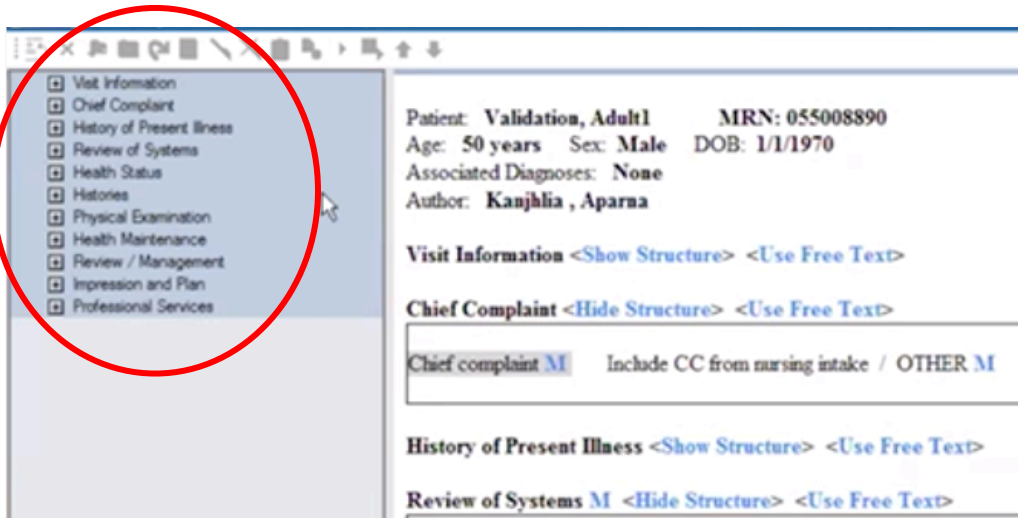 Visit Information
Chief Complaint
History of Present Illness
Review of Systems
Health Status
Histories
Physical Examination
Health Maintenance
Review / Management
Impression and Plan
Professional Services
Patient: Validation, Adult1 MRN: 055008890
Age: 50 years Sex: Male DOB: 1/1/1970
Associated Diagnoses: None
Author: Kanjhlia , Aparna
Visit Information <Show Structure> <Use Free Text>
Chief Complaint <Hide Structure> <Use Free Text>
Chief complaint M Include CC from nursing intake / OTHER M
History of Present Illness <Show Structure> <Use Free Text>
Review of Systems M <Hide Structure> <Use Free Text>